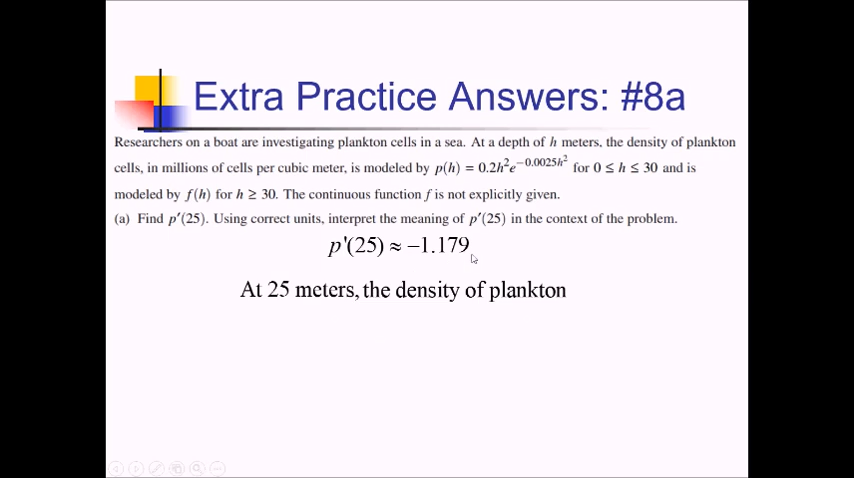 Extra Practice Answers: #8a
Researchers on a boat are investigating plankton cells in a sea. At a depth of h meters, the density of plankton
cells, in millions of cells per cubic meter, is modeled by p(h) = 0.2h²e^{−0.0025h²} for 0 ≤ h ≤ 30 and is
modeled by f(h) for h ≥ 30. The continuous function f is not explicitly given.
(a) Find p′(25). Using correct units, interpret the meaning of p′(25) in the context of the problem.
p'(25) ≈ −1.179
At 25 meters, the density of plankton